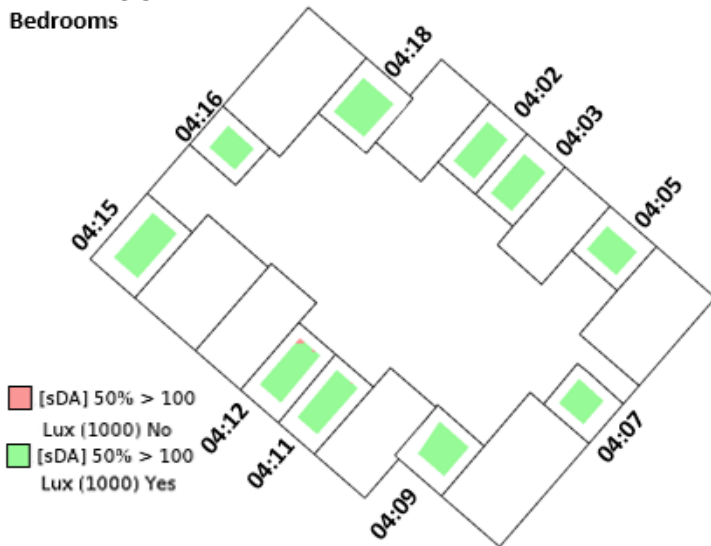 Bedrooms
04:18
04:02
04:16
04:03
04:05
04:15
[sDA] 50% > 100
Lux (1000) No
04:12
[sDA] 50% > 100
Lux (1000) Yes
04:11
04:07
04:09